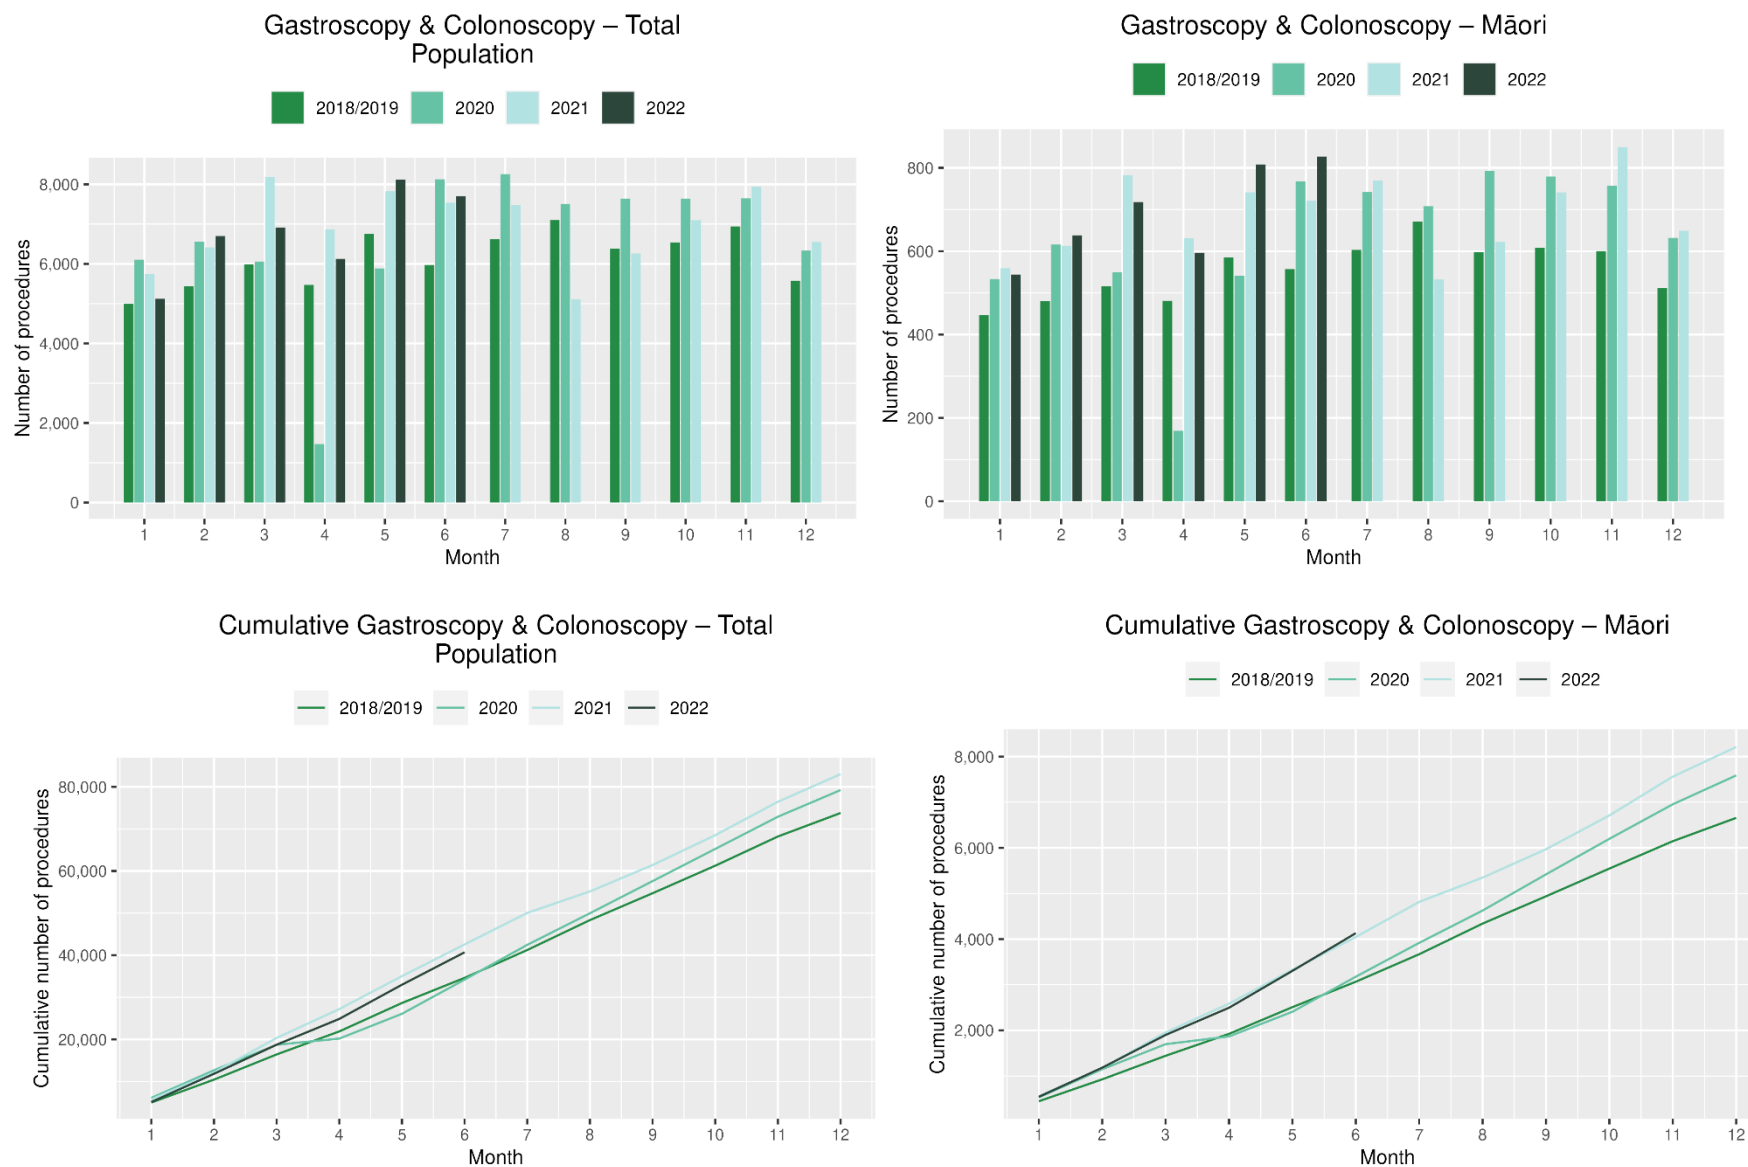 Gastroscopy & Colonoscopy – Total
Population
2018/2019 2020 2021 2022
Number of procedures
8,000
6,000
4,000
2,000
0
1 2 3 4 5 6 7 8 9 10 11 12
Month
Gastroscopy & Colonoscopy – Māori
2018/2019 2020 2021 2022
Number of procedures
800
600
400
200
0
1 2 3 4 5 6 7 8 9 10 11 12
Month
Cumulative Gastroscopy & Colonoscopy – Total
Population
2018/2019 2020 2021 2022
Cumulative number of procedures
80,000
60,000
40,000
20,000
1 2 3 4 5 6 7 8 9 10 11 12
Month
Cumulative Gastroscopy & Colonoscopy – Māori
2018/2019 2020 2021 2022
Cumulative number of procedures
8,000
6,000
4,000
2,000
1 2 3 4 5 6 7 8 9 10 11 12
Month